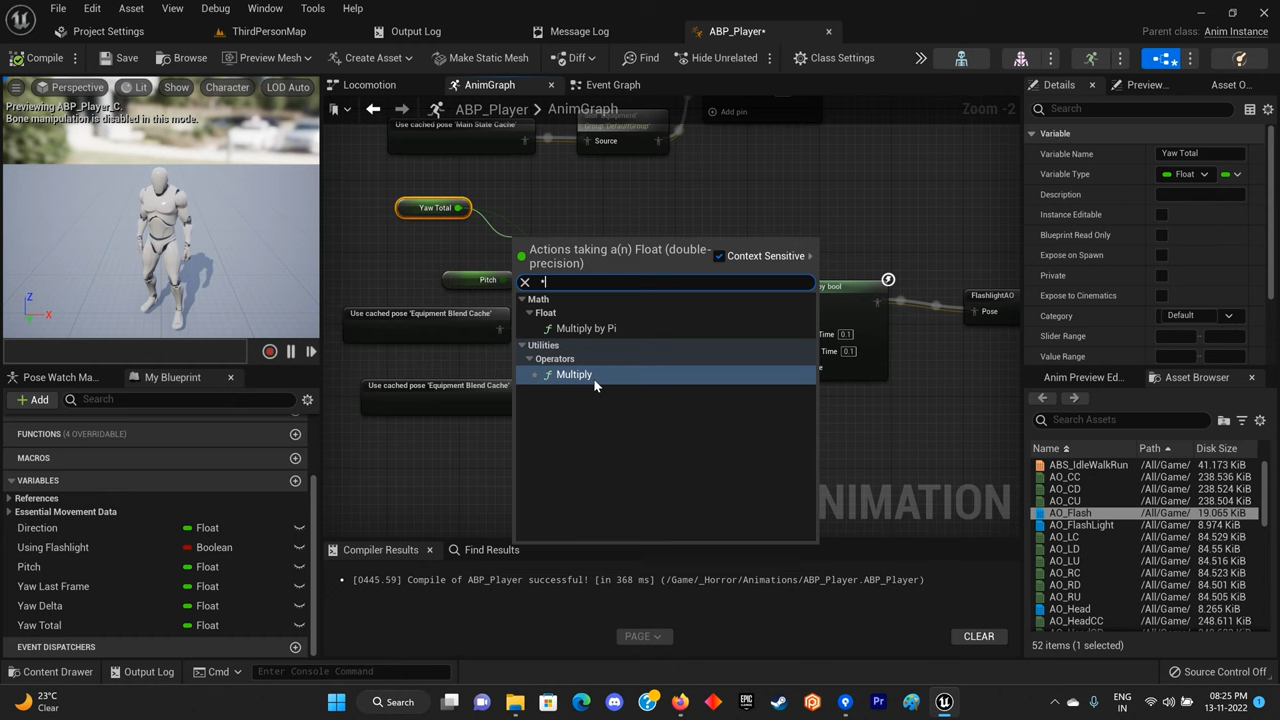 File Edit Asset View Debug Window Tools Help
Project Settings ThirdPersonMap Output Log Message Log ABP_Player* Parent class: Anim Instance
Compile Save Browse Preview Mesh Create Asset Make Static Mesh Diff Find Hide Unrelated Class Settings
Perspective Lit Show Character LOD Auto
Previewing ABP_Player_C.
Bone manipulation is disabled in this mode.
Z
X
Locomotion AnimGraph Event Graph
ABP_Player AnimGraph Zoom -2
Use cached pose 'Main State Cache'
Slot 'Equipment'
Group 'DefaultGroup'
Source
Add pin
Yaw Total
Pitch
Use cached pose 'Equipment Blend Cache'
Use cached pose 'Equipment Blend Cache'
by bool
Time 0.1
Time 0.1
FlashlightAO
Pose
ANIMATION
Actions taking a(n) Float (double-precision) Context Sensitive
*
Math
Float
Multiply by Pi
Utilities
Operators
Multiply
Pose Watch Ma... My Blueprint
Add Search
FUNCTIONS (4 OVERRIDABLE)
MACROS
VARIABLES
References
Essential Movement Data
Direction Float
Using Flashlight Boolean
Pitch Float
Yaw Last Frame Float
Yaw Delta Float
Yaw Total Float
EVENT DISPATCHERS
Compiler Results Find Results
[0445.59] Compile of ABP_Player successful! [in 368 ms] (/Game/_Horror/Animations/ABP_Player.ABP_Player)
PAGE CLEAR
Details Preview... Asset O...
Search
Variable
Variable Name Yaw Total
Variable Type Float
Description
Instance Editable
Blueprint Read Only
Expose on Spawn
Private
Expose to Cinematics
Category Default
Slider Range
Value Range
Anim Preview Ed... Asset Browser
Search Assets
Name Path Disk Size
ABS_IdleWalkRun /All/Game/ 41.173 KiB
AO_CC /All/Game/ 238.536 KiB
AO_CD /All/Game/ 238.524 KiB
AO_CU /All/Game/ 238.504 KiB
AO_Flash /All/Game/ 19.065 KiB
AO_FlashLight /All/Game/ 8.974 KiB
AO_LC /All/Game/ 84.529 KiB
AO_LD /All/Game/ 84.55 KiB
AO_LU /All/Game/ 84.516 KiB
AO_RC /All/Game/ 84.523 KiB
AO_RD /All/Game/ 84.501 KiB
AO_RU /All/Game/ 84.505 KiB
AO_Head /All/Game/ 8.265 KiB
AO_HeadCC /All/Game/ 248.611 KiB
52 items (1 selected)
Content Drawer Output Log Cmd Enter Console Command Source Control Off
23°C
Clear
Search
Pr
ENG
IN
08:25 PM
13-11-2022